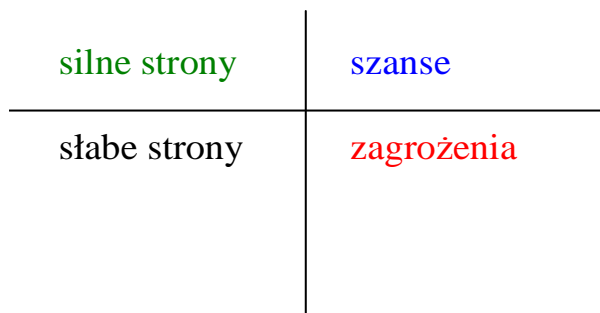 silne strony
szanse
słabe strony
zagrożenia